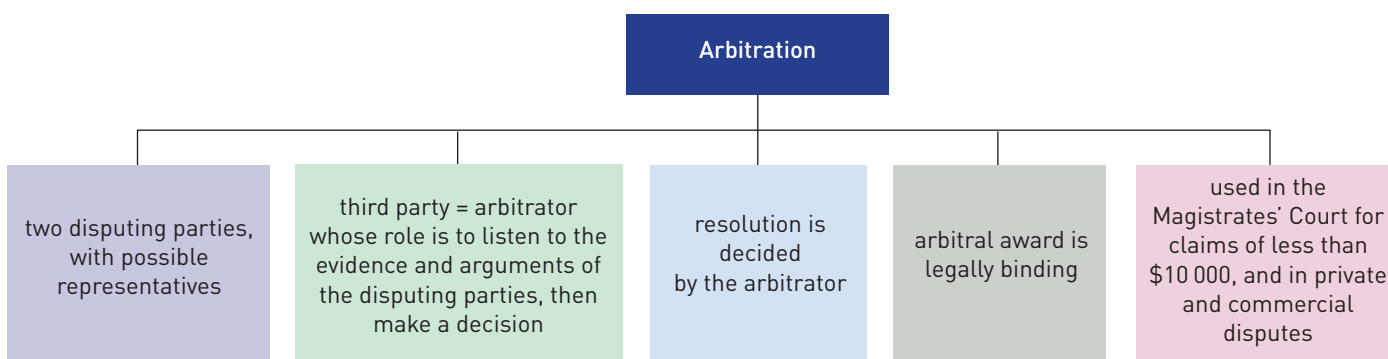 Arbitration
two disputing parties,
with possible
representatives
third party = arbitrator
whose role is to listen to the
evidence and arguments of
the disputing parties, then
make a decision
resolution is
decided
by the arbitrator
arbitral award is
legally binding
used in the
Magistrates’ Court for
claims of less than
$10 000, and in private
and commercial
disputes